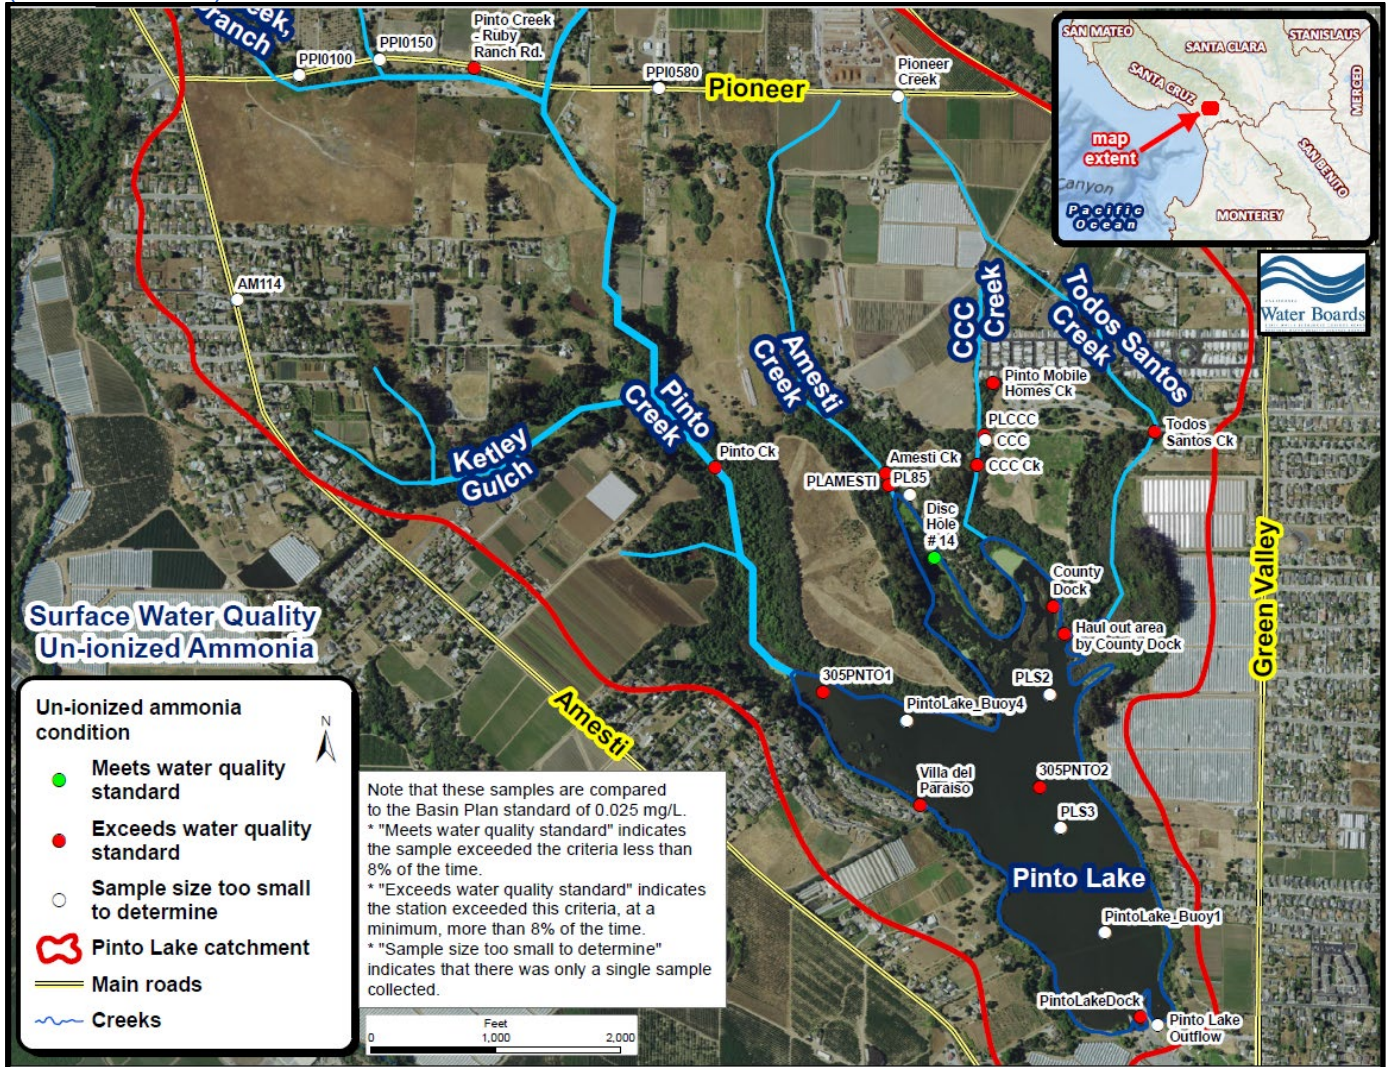 Creek,
Branch
PPI0100
PPI0150
Pinto Creek
- Ruby
Ranch Rd.
PPI0580
Pioneer
Pioneer
Creek
SAN MATEO
SANTA CLARA
STANISLAUS
SANTA CRUZ
MERCED
map
extent
SAN BENITO
Canyon
Pacific
Ocean
MONTEREY
Water Boards
AM114
CCC
Creek
Todos Santos
Creek
Amesti
Creek
Pinto
Creek
Ketley
Gulch
Pinto Mobile
Homes Ck
PLCCC
CCC
CCC Ck
Todos
Santos Ck
Pinto Ck
Amesti Ck
PLAMESTI
PL85
Disc
Hole
# 14
County
Dock
Haul out area
by County Dock
Green Valley
305PNTO1
PLS2
PintoLake_Buoy4
Amesti
Villa del
Paraiso
305PNTO2
PLS3
Pinto Lake
PintoLake_Buoy1
PintoLakeDock
Pinto Lake
Outflow
Surface Water Quality
Un-ionized Ammonia
Un-ionized ammonia
condition
N
Meets water quality
standard
Exceeds water quality
standard
Sample size too small
to determine
Pinto Lake catchment
Main roads
Creeks
Note that these samples are compared
to the Basin Plan standard of 0.025 mg/L.
* "Meets water quality standard" indicates
the sample exceeded the criteria less than
8% of the time.
* "Exceeds water quality standard" indicates
the station exceeded this criteria, at a
minimum, more than 8% of the time.
* "Sample size too small to determine"
indicates that there was only a single sample
collected.
Feet
0 1,000 2,000